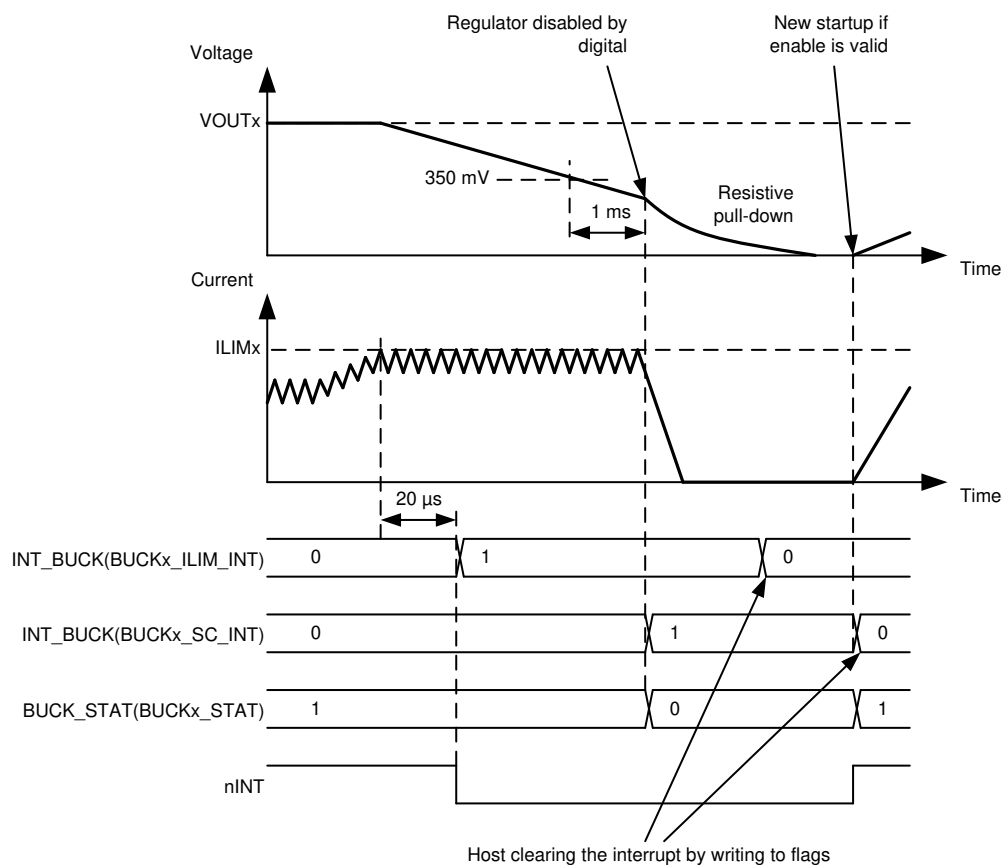 Regulator disabled by
digital
New startup if
enable is valid
Voltage
VOUTx
350 mV
1 ms
Resistive
pull-down
Time
Current
ILIMx
Time
20 µs
INT_BUCK(BUCKx_ILIM_INT)
0
1
0
INT_BUCK(BUCKx_SC_INT)
0
1
0
BUCK_STAT(BUCKx_STAT)
1
0
1
nINT
Host clearing the interrupt by writing to flags